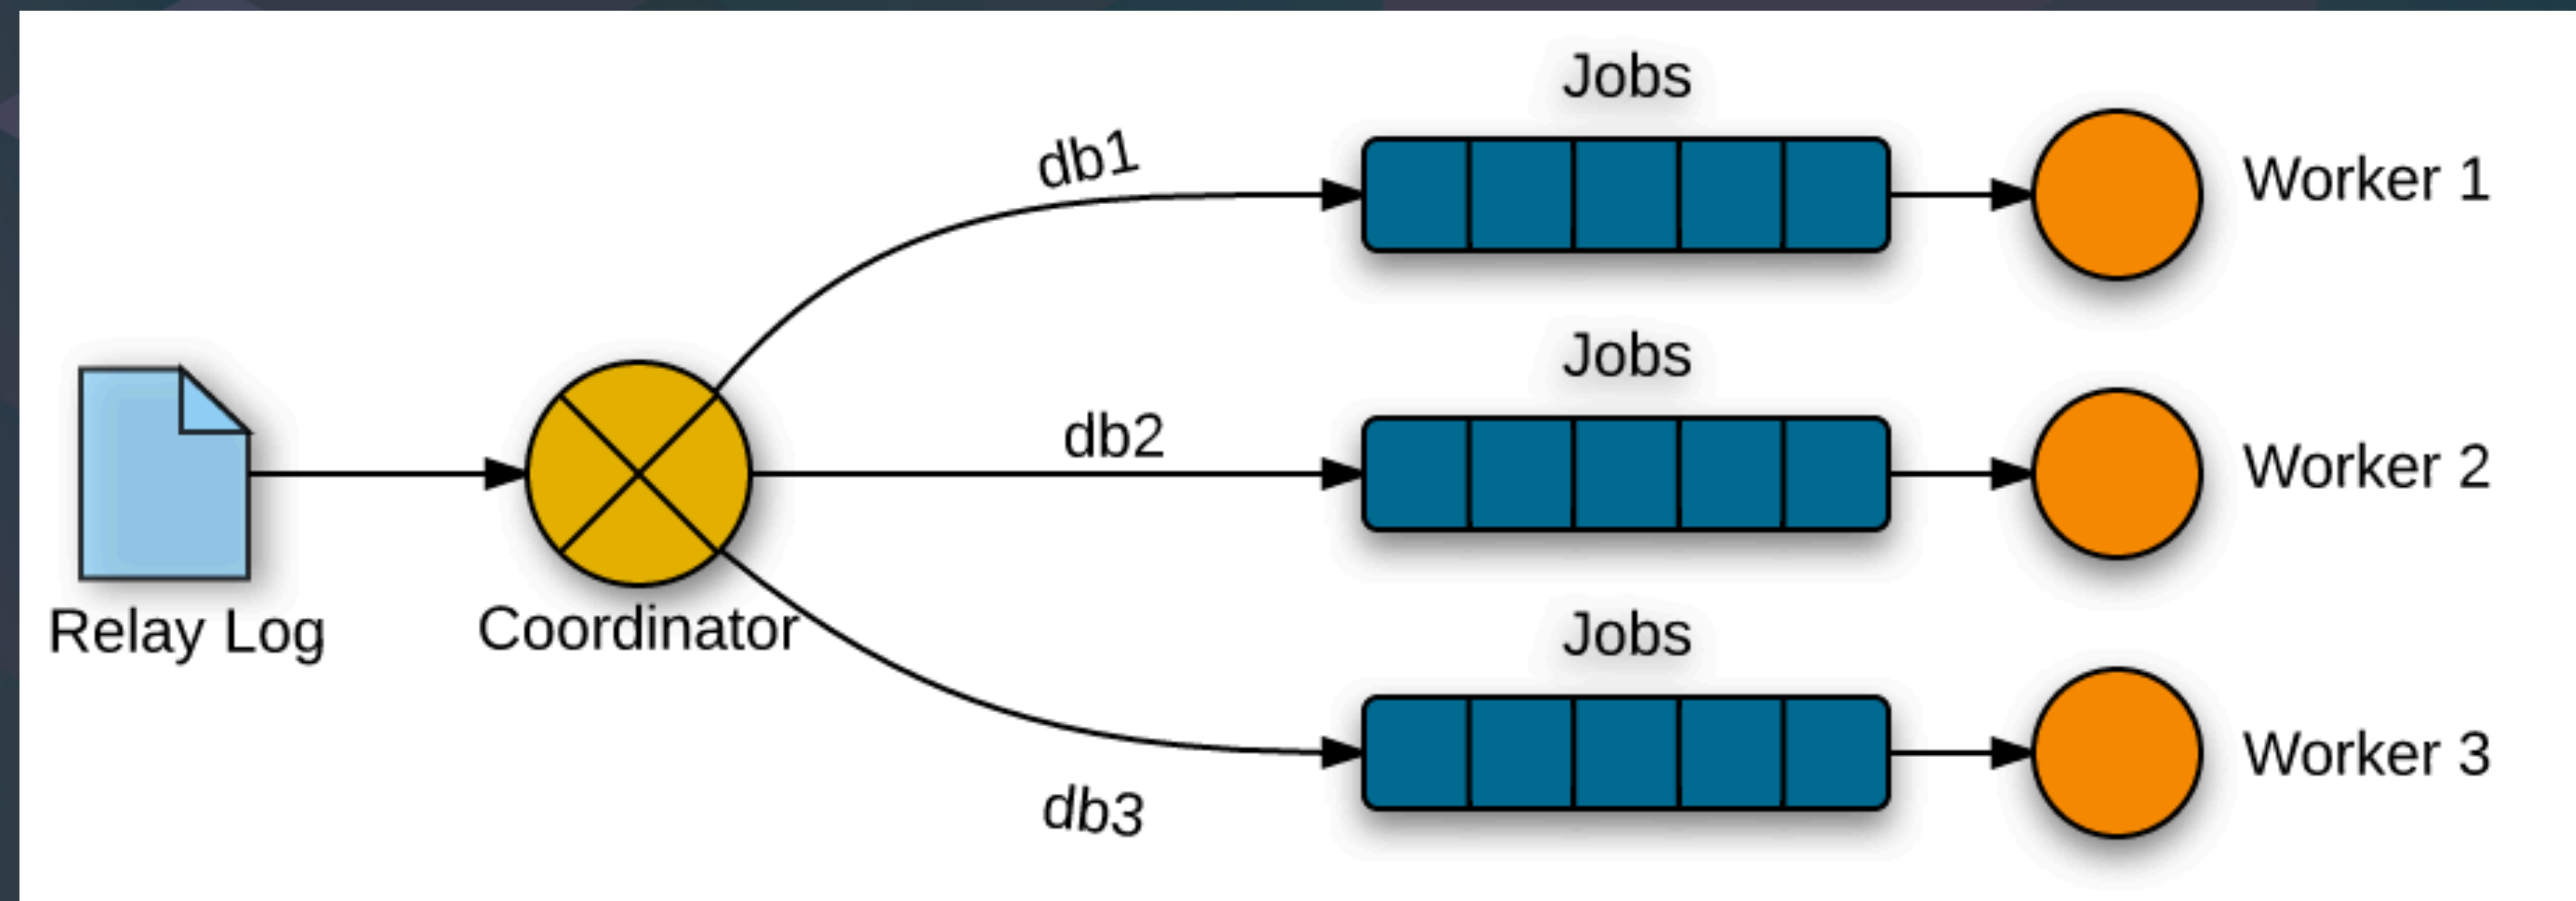 Jobs
db1
Worker 1
Jobs
db2
Worker 2
Relay Log
Coordinator
Jobs
Worker 3
db3